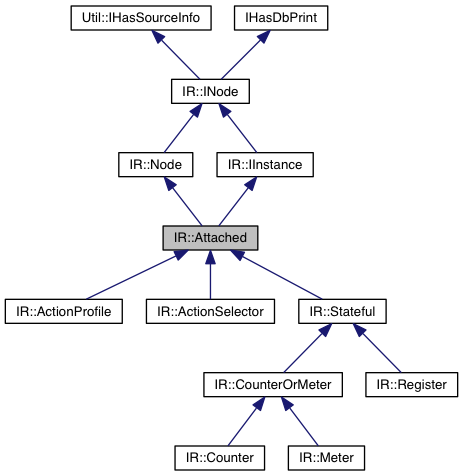 Util::IHasSourceInfo
IHasDbPrint
IR::INode
IR::Node
IR::IInstance
IR::Attached
IR::ActionProfile
IR::ActionSelector
IR::Stateful
IR::CounterOrMeter
IR::Register
IR::Counter
IR::Meter